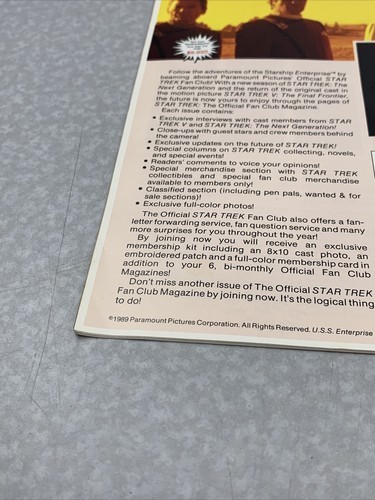 Follow the adventures of the Starship Enterprise™ by
beaming aboard Paramount Pictures' Official STAR
TREK Fan Club! With a new season of STAR TREK: The
Next Generation and the return of the original cast in
the motion picture STAR TREK V: The Final Frontier,
the future is now yours to enjoy through the pages of
STAR TREK: The Official Fan Club Magazine.
Each issue contains:
• Exclusive interviews with cast members from STAR
TREK V and STAR TREK: The Next Generation!
• Close-ups with guest stars and crew members behind
the camera!
• Exclusive updates on the future of STAR TREK!
• Special columns on STAR TREK collecting, novels,
and special events!
• Readers' comments to voice your opinions!
• Special merchandise section with STAR TREK
collectibles and special fan club merchandise
available to members only!
• Classified section (including pen pals, wanted & for
sale sections)!
• Exclusive full-color photos!
The Official STAR TREK Fan Club also offers a fan-
letter forwarding service, fan question service and many
more surprises for you throughout the year!
By joining now you will receive an exclusive
membership kit including an 8x10 cast photo, an
embroidered patch and a full-color membership card in
addition to your 6, bi-monthly Official Fan Club
Magazines!
Don't miss another issue of The Official STAR TREK
Fan Club Magazine by joining now. It's the logical thing
to do!
©1989 Paramount Pictures Corporation. All Rights Reserved. U.S.S. Enterprise